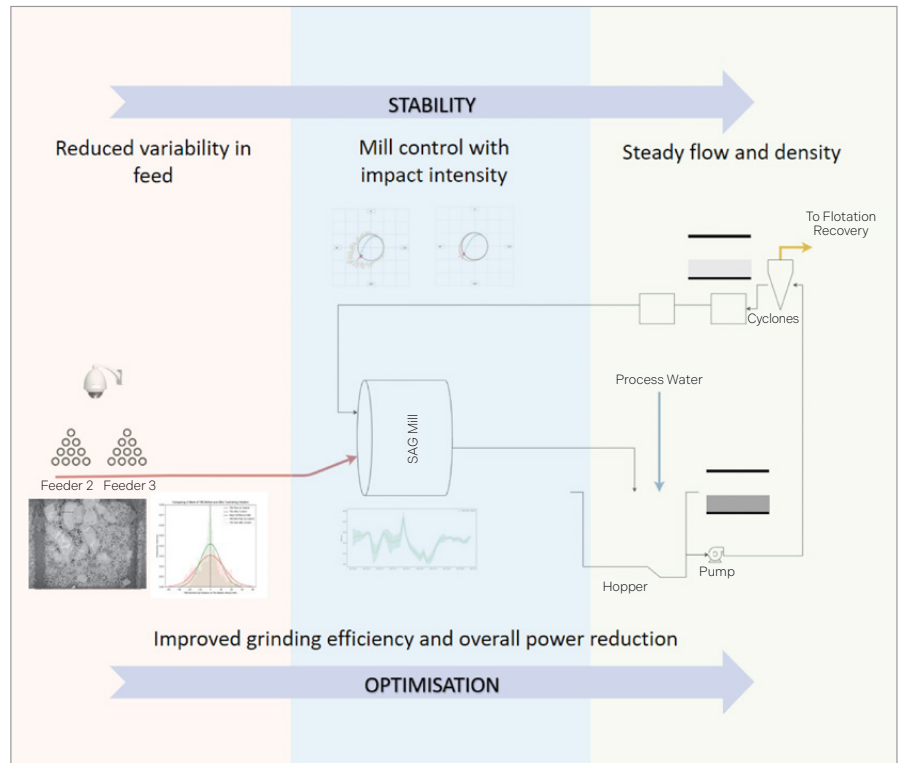 STABILITY
Reduced variability in
feed
Mill control with
impact intensity
Steady flow and density
To Flotation
Recovery
Cyclones
Process Water
SAG Mill
Feeder 2
Feeder 3
Pump
Hopper
Improved grinding efficiency and overall power reduction
OPTIMISATION